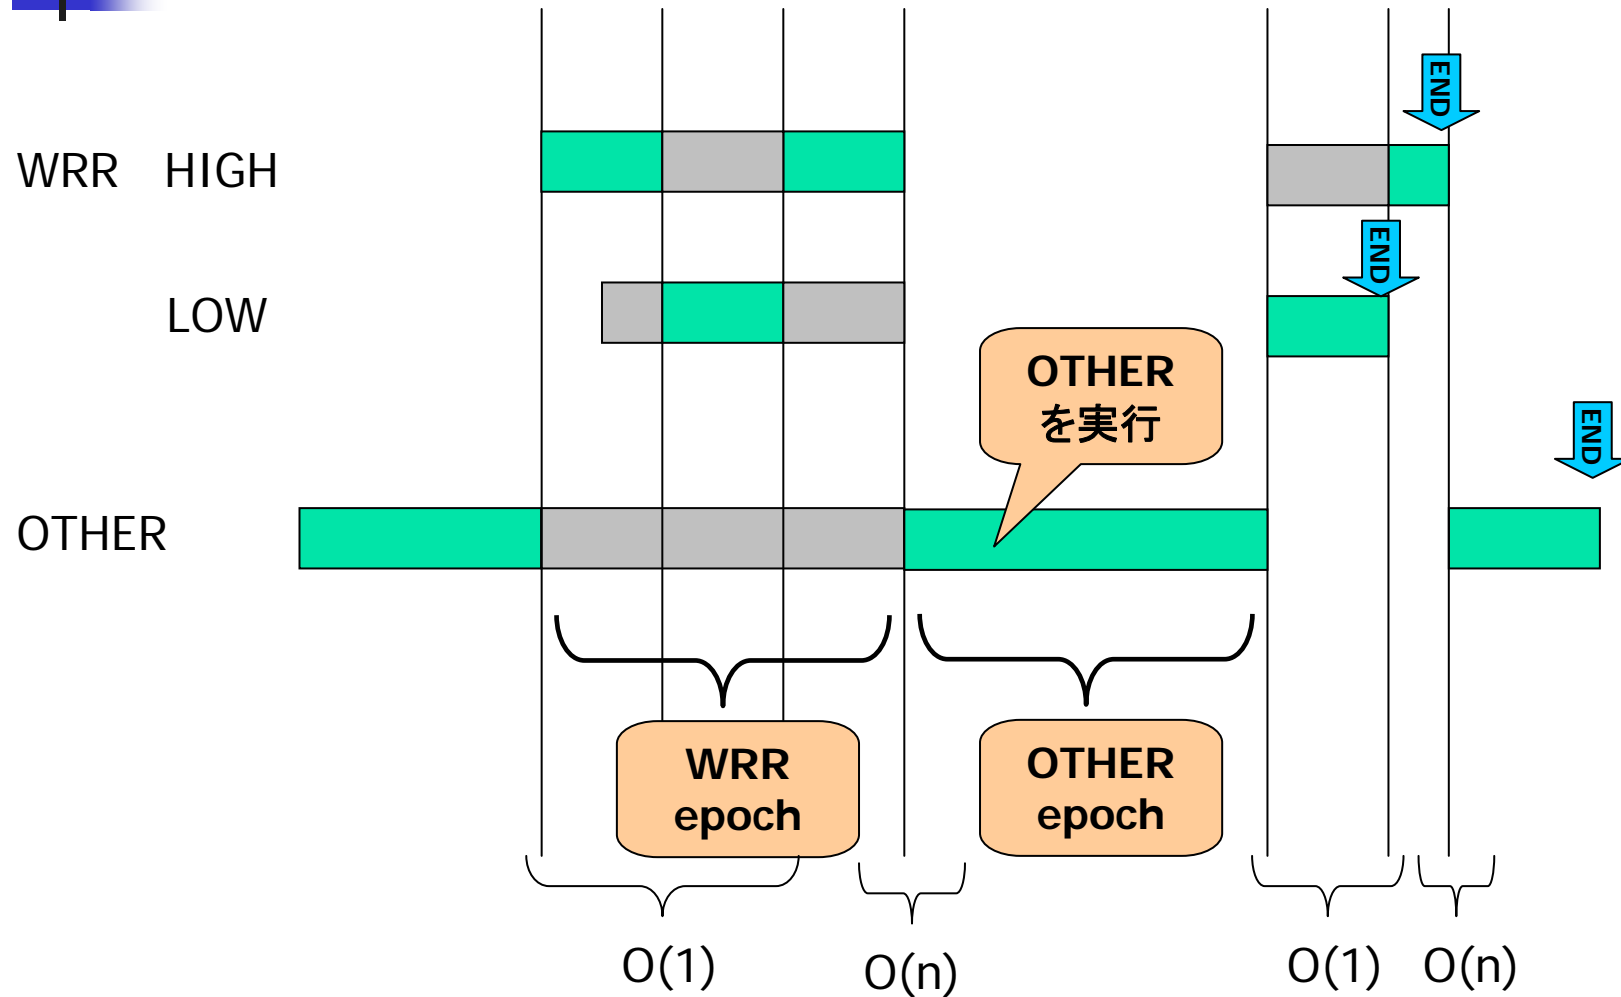 END
WRR HIGH
END
LOW
OTHER
を実行
END
OTHER
WRR
epoch
OTHER
epoch
O(1)
O(n)
O(1)
O(n)